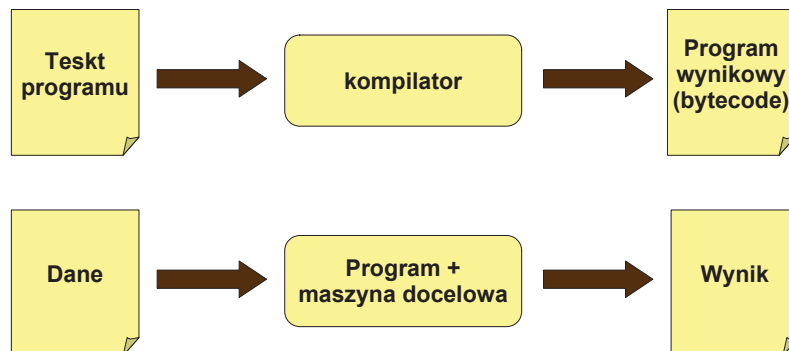 Teskt
programu
kompilator
Program
wynikowy
(bytecode)
Dane
Program +
maszyna docelowa
Wynik